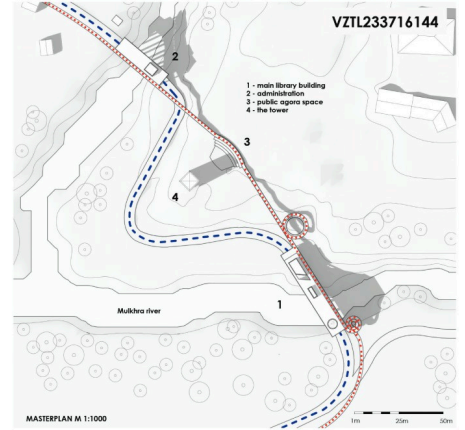 VZTL233716144
2
1 - main library building
2 - administration
3 - public agora space
4 - the tower
3
4
1
Mulkhra river
MASTERPLAN M 1:1000
1m 25m 50m